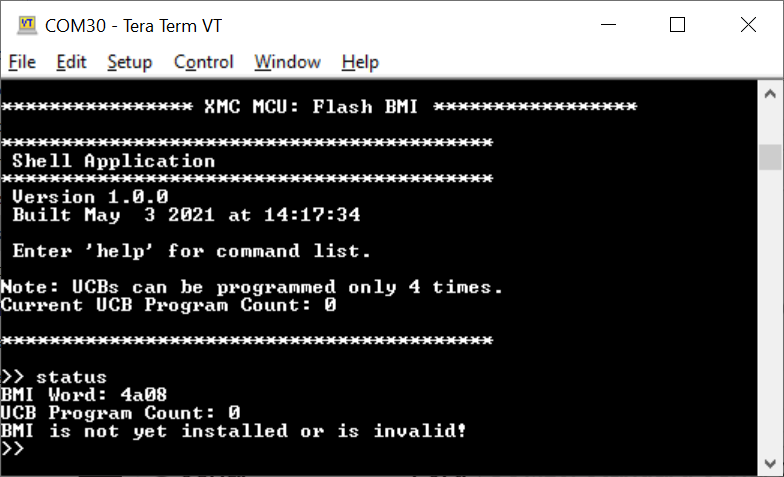 VT COM30 - Tera Term VT
File Edit Setup Control Window Help
**************** XMC MCU: Flash BMI *****************
*****************************************
Shell Application
*****************************************
Version 1.0.0
Built May  3 2021 at 14:17:34
Enter 'help' for command list.
Note: UCBs can be programmed only 4 times.
Current UCB Program Count: 0
*****************************************
>> status
BMI Word: 4a08
UCB Program Count: 0
BMI is not yet installed or is invalid!
>>